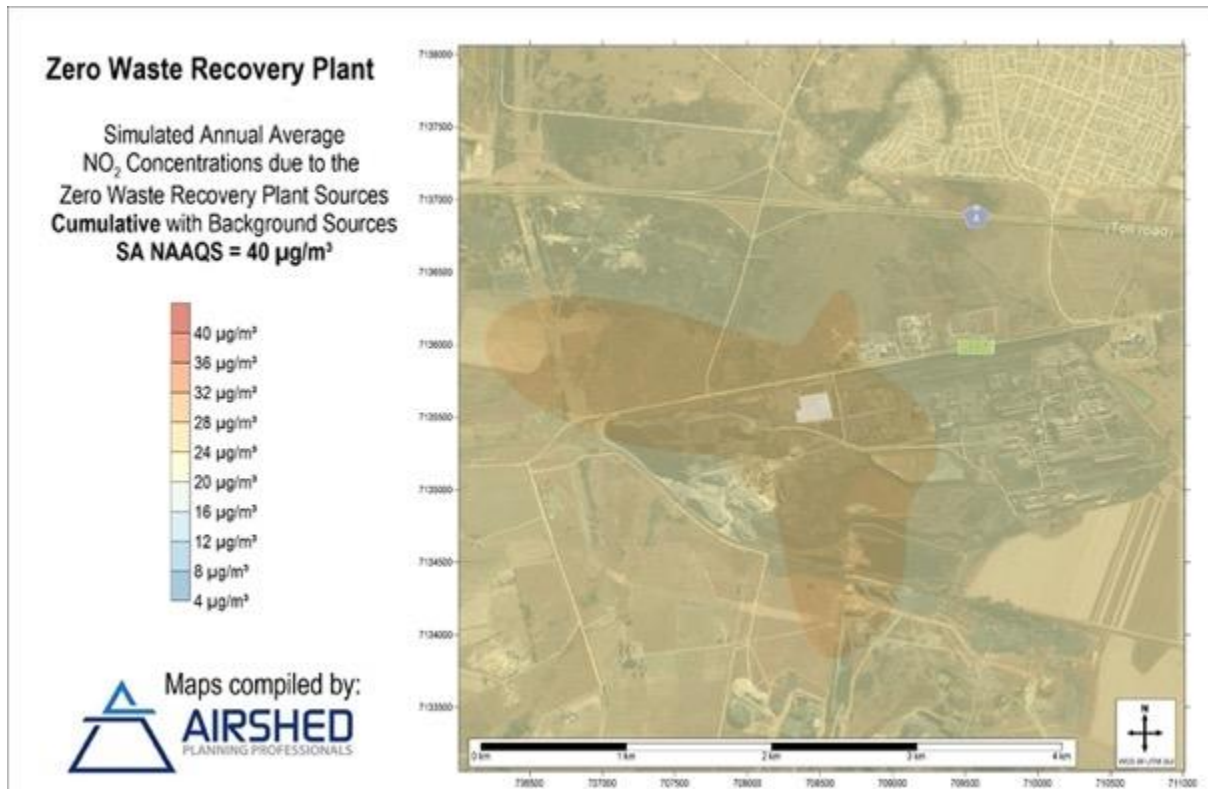 Zero Waste Recovery Plant
Simulated Annual Average
NO₂ Concentrations due to the
Zero Waste Recovery Plant Sources
Cumulative with Background Sources
SA NAAQS = 40 µg/m³
40 µg/m³
36 µg/m³
32 µg/m³
28 µg/m³
24 µg/m³
20 µg/m³
16 µg/m³
12 µg/m³
8 µg/m³
4 µg/m³
Maps compiled by:
AIRSHED
PLANNING PROFESSIONALS
7138000
7137500
7137000
7136500
7136000
7135500
7135000
7134500
7134000
7133500
4
(Toll road)
N
0 km
1 km
2 km
3 km
4 km
707000
708000
708500
709500
710000
710500
711000